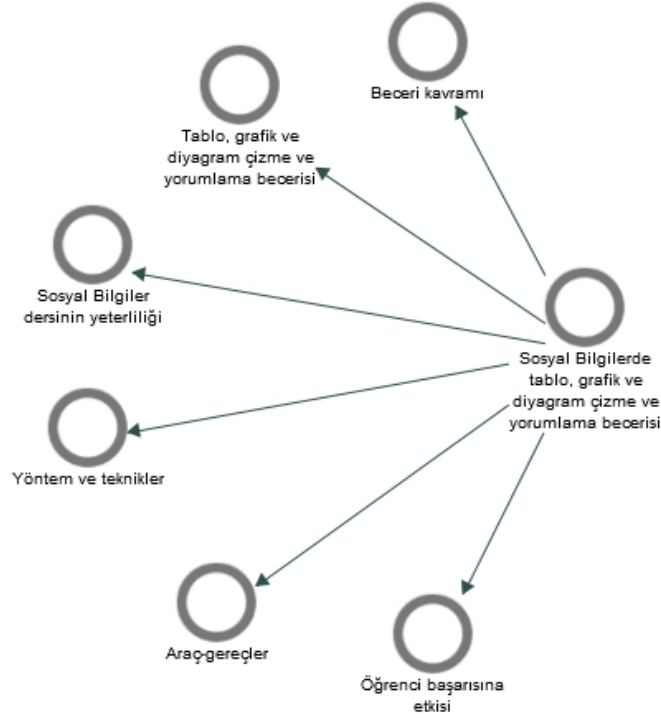 Beceri kavramı
Tablo, grafik ve
diyagram çizme ve
yorumlama becerisi
Sosyal Bilgiler
dersinin yeterliliği
Sosyal Bilgilerde
tablo, grafik ve
diyagram çizme ve
yorumlama becerisi
Yöntem ve teknikler
Araç-gereçler
Öğrenci başarısına
etkisi